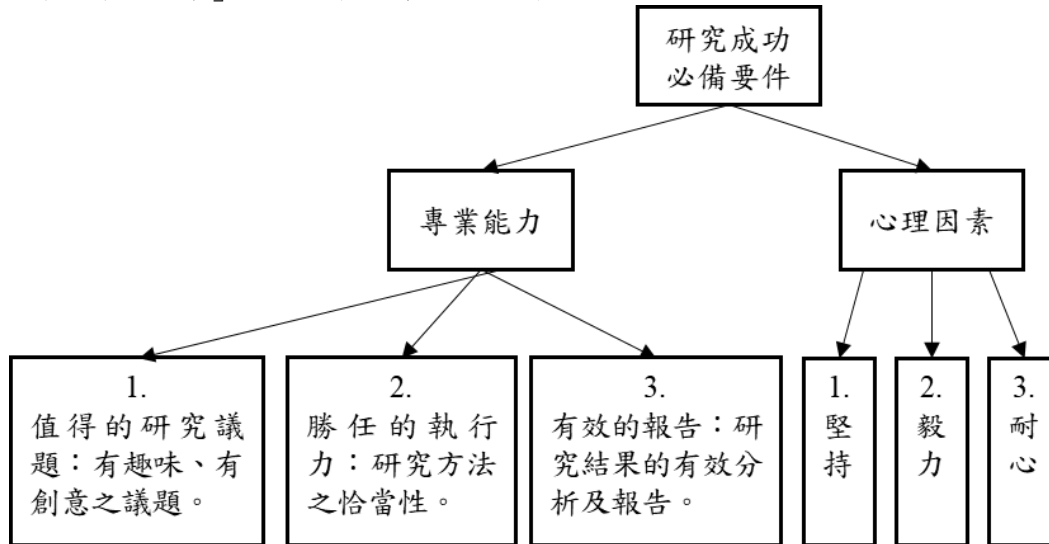 研究成功
必備要件
專業能力
心理因素
1.
值得的研究議
題：有趣味、有
創意之議題。
2.
勝任的執行
力：研究方法
之恰當性。
3.
有效的報告：研
究結果的有效分
析及報告。
1.
堅
持
2.
毅
力
3.
耐
心